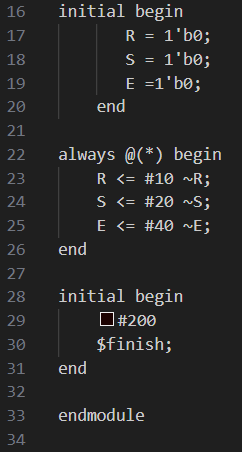 16 initial begin
17 R = 1'b0;
18 S = 1'b0;
19 E =1'b0;
20 end
21
22 always @(*) begin
23 R <= #10 ~R;
24 S <= #20 ~S;
25 E <= #40 ~E;
26 end
27
28 initial begin
29 #200
30 $finish;
31 end
32
33 endmodule
34